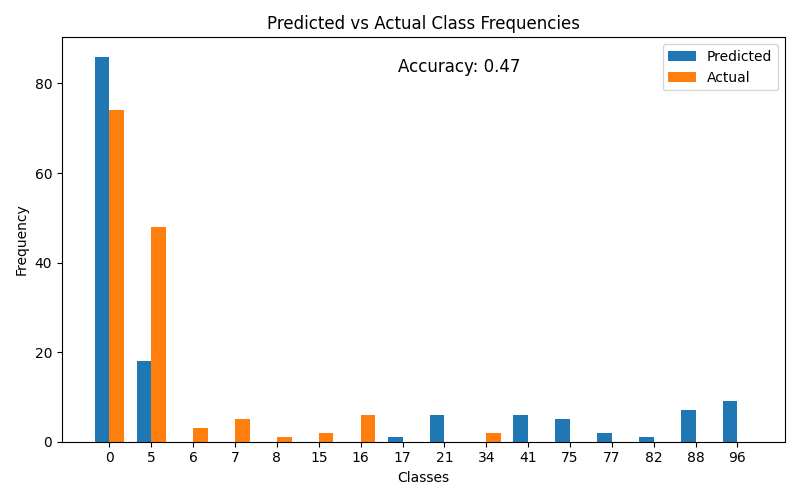 Predicted vs Actual Class Frequencies
Accuracy: 0.47
Predicted
Actual
Frequency
80
60
40
20
0
0 5 6 7 8 15 16 17 21 34 41 75 77 82 88 96
Classes